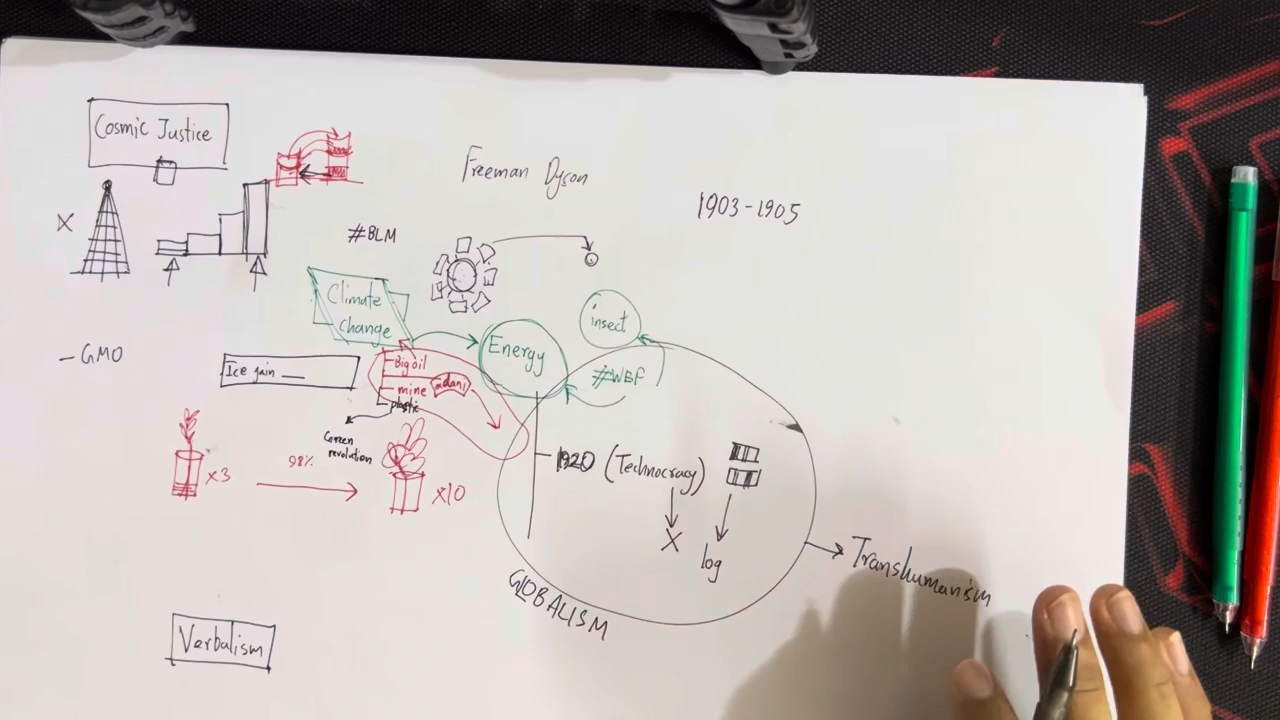 Cosmic Justice
Freeman Dyson
1903-1905
X
#BLM
Climate
change
insect
Energy
- GMO
Ice gain
Big oil
mine adani
plastic
#WEF
Green
revolution
98%
x3
x10
1920 (Technocracy)
X
log
Transhumanism
GLOBALISM
Verbalism